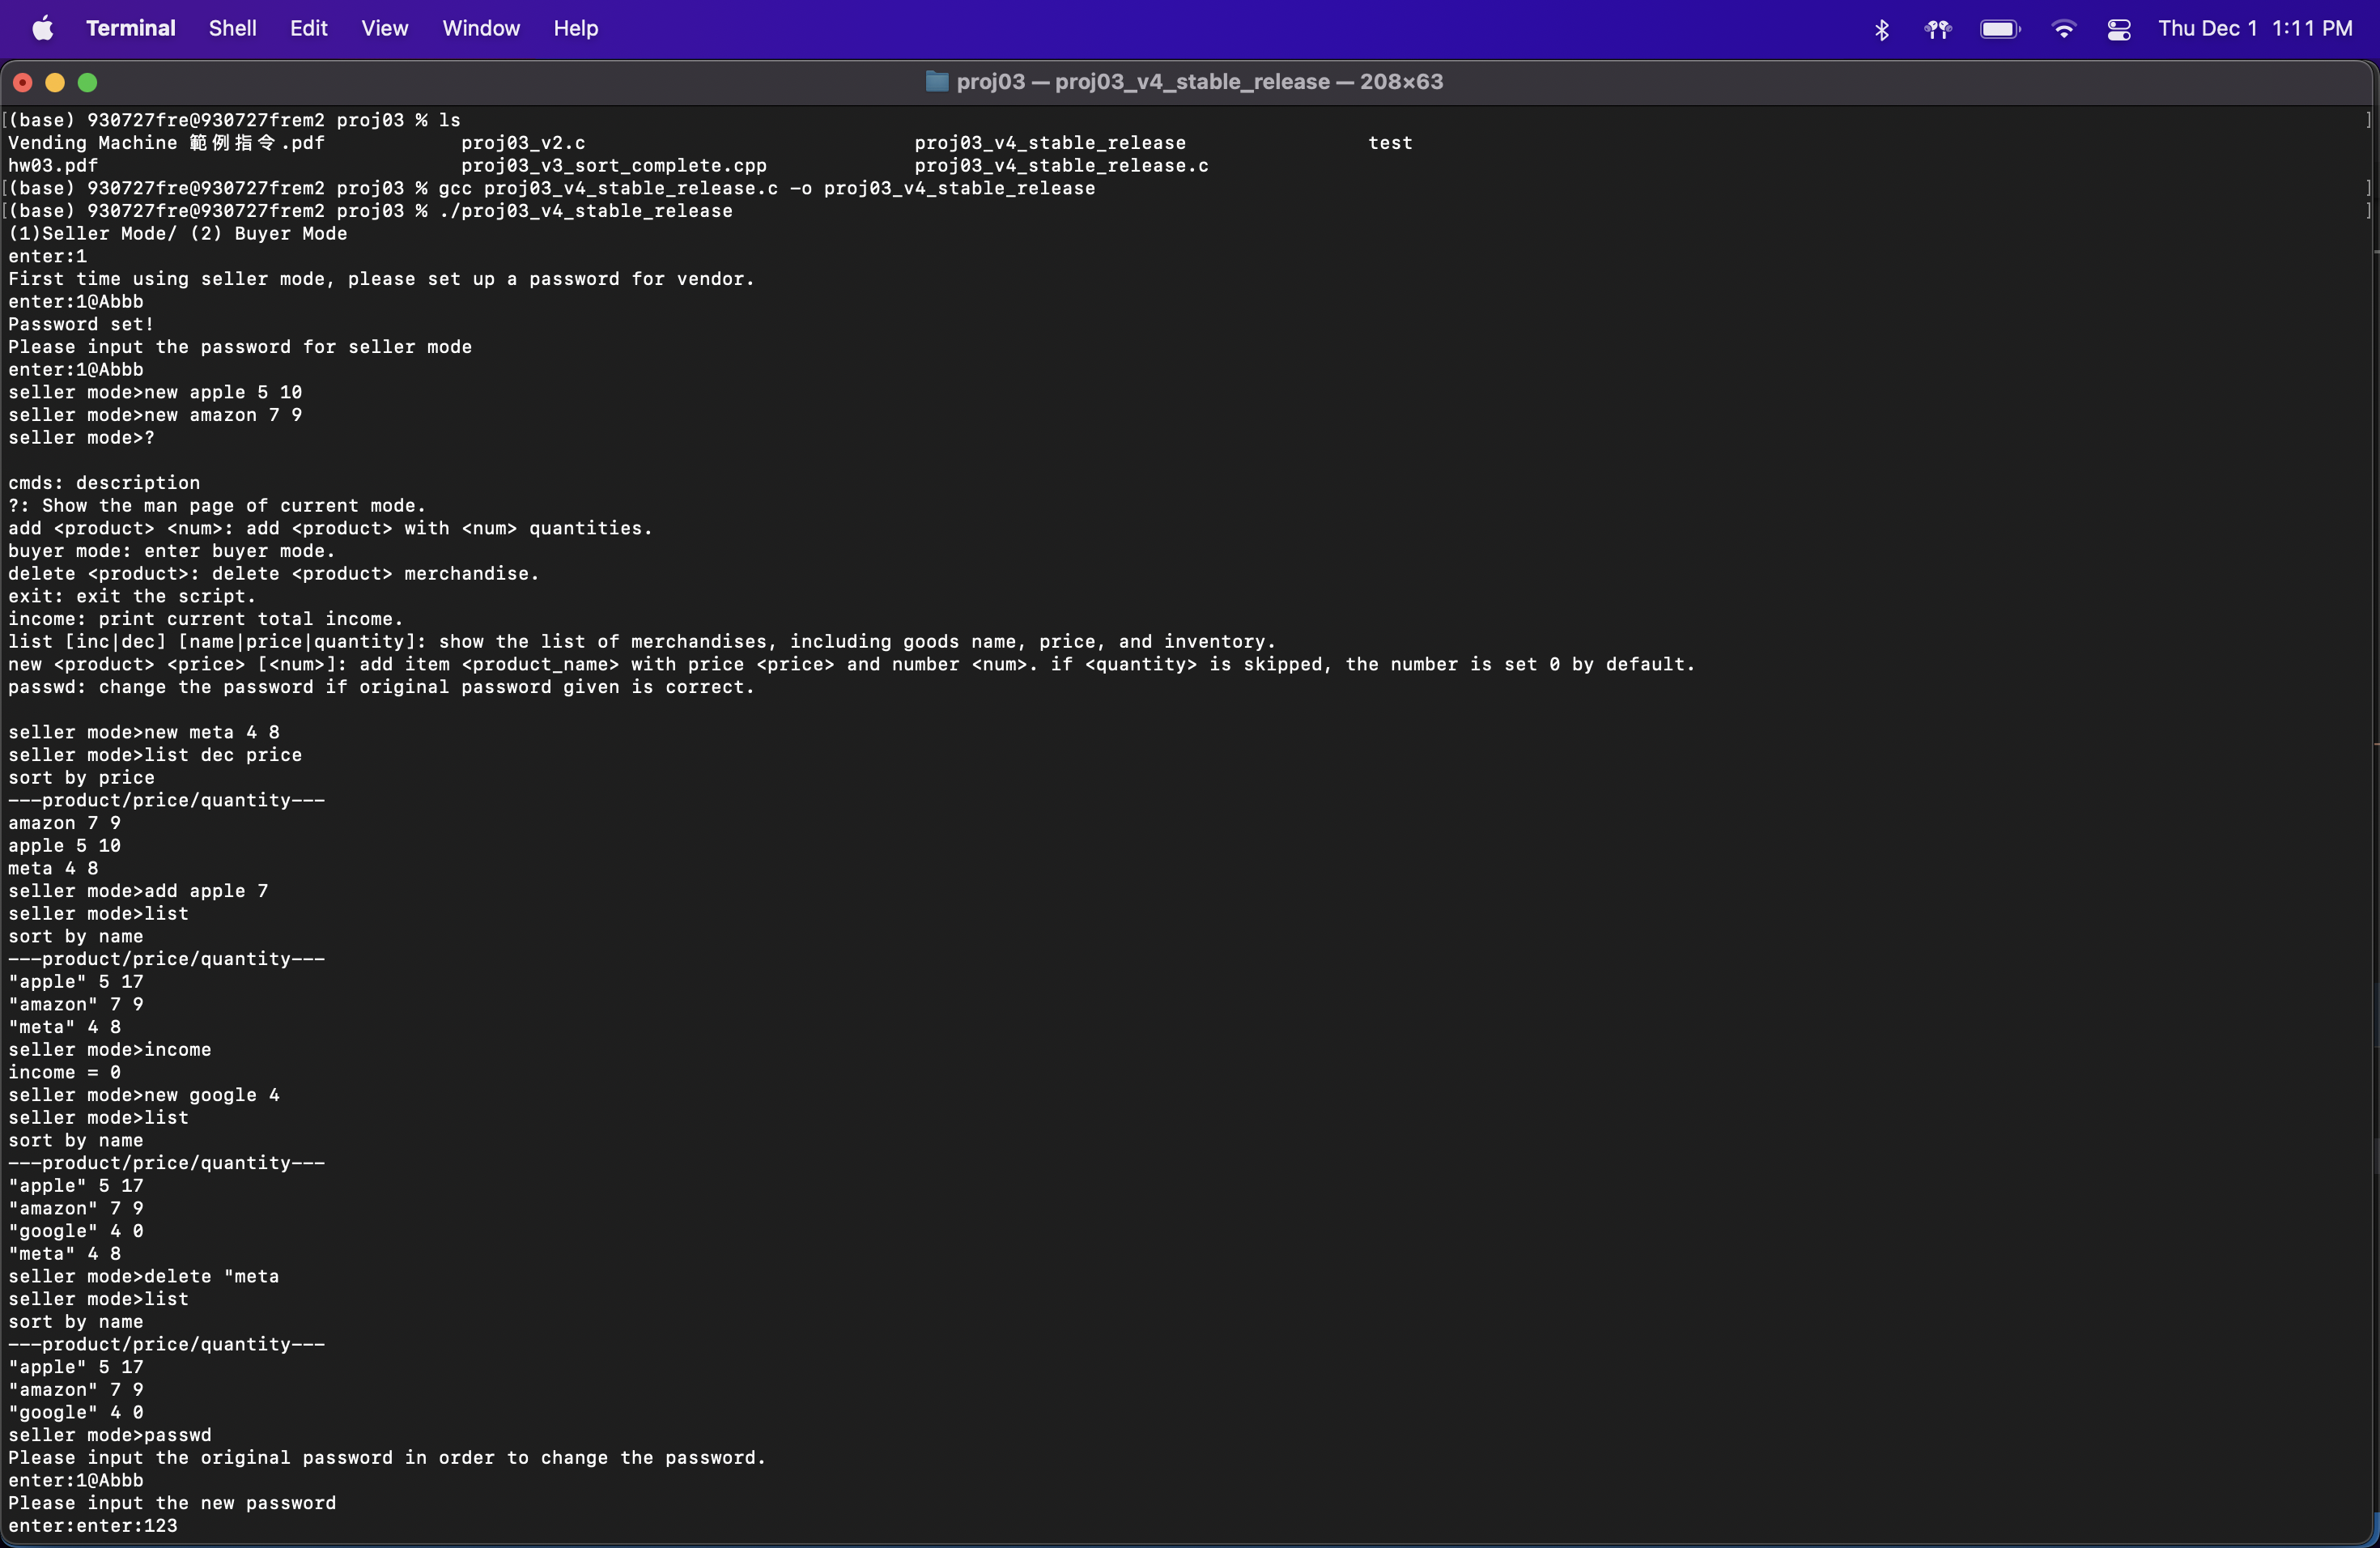 Terminal Shell Edit View Window Help Thu Dec 1 1:11 PM
proj03 — proj03_v4_stable_release — 208×63
[(base) 930727fre@930727frem2 proj03 % ls ]
Vending Machine 範例指令.pdf proj03_v2.c proj03_v4_stable_release test
hw03.pdf proj03_v3_sort_complete.cpp proj03_v4_stable_release.c
[(base) 930727fre@930727frem2 proj03 % gcc proj03_v4_stable_release.c -o proj03_v4_stable_release ]
[(base) 930727fre@930727frem2 proj03 % ./proj03_v4_stable_release ]
(1)Seller Mode/ (2) Buyer Mode
enter:1
First time using seller mode, please set up a password for vendor.
enter:1@Abbb
Password set!
Please input the password for seller mode
enter:1@Abbb
seller mode>new apple 5 10
seller mode>new amazon 7 9
seller mode>?
cmds: description
?: Show the man page of current mode.
add <product> <num>: add <product> with <num> quantities.
buyer mode: enter buyer mode.
delete <product>: delete <product> merchandise.
exit: exit the script.
income: print current total income.
list [inc|dec] [name|price|quantity]: show the list of merchandises, including goods name, price, and inventory.
new <product> <price> [<num>]: add item <product_name> with price <price> and number <num>. if <quantity> is skipped, the number is set 0 by default.
passwd: change the password if original password given is correct.
seller mode>new meta 4 8
seller mode>list dec price
sort by price
---product/price/quantity---
amazon 7 9
apple 5 10
meta 4 8
seller mode>add apple 7
seller mode>list
sort by name
---product/price/quantity---
"apple" 5 17
"amazon" 7 9
"meta" 4 8
seller mode>income
income = 0
seller mode>new google 4
seller mode>list
sort by name
---product/price/quantity---
"apple" 5 17
"amazon" 7 9
"google" 4 0
"meta" 4 8
seller mode>delete "meta
seller mode>list
sort by name
---product/price/quantity---
"apple" 5 17
"amazon" 7 9
"google" 4 0
seller mode>passwd
Please input the original password in order to change the password.
enter:1@Abbb
Please input the new password
enter:enter:123